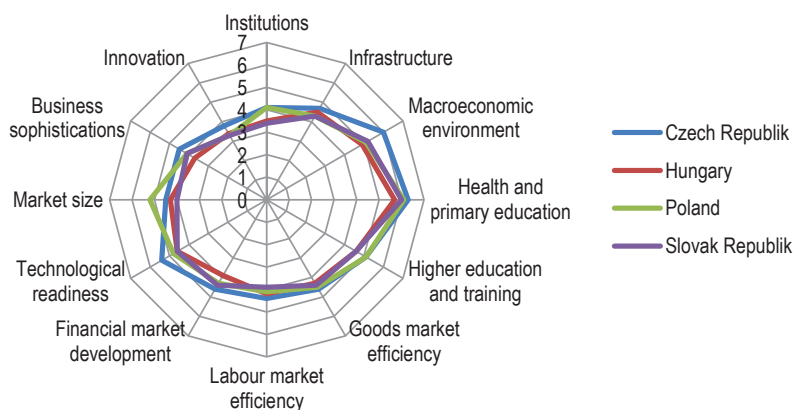 Institutions
7
6
5
4
3
2
1
0
Infrastructure
Macroeconomic
environment
Health and
primary education
Higher education
and training
Goods market
efficiency
Labour market
efficiency
Financial market
development
Technological
readiness
Market size
Business
sophistications
Innovation
Czech Republik
Hungary
Poland
Slovak Republik